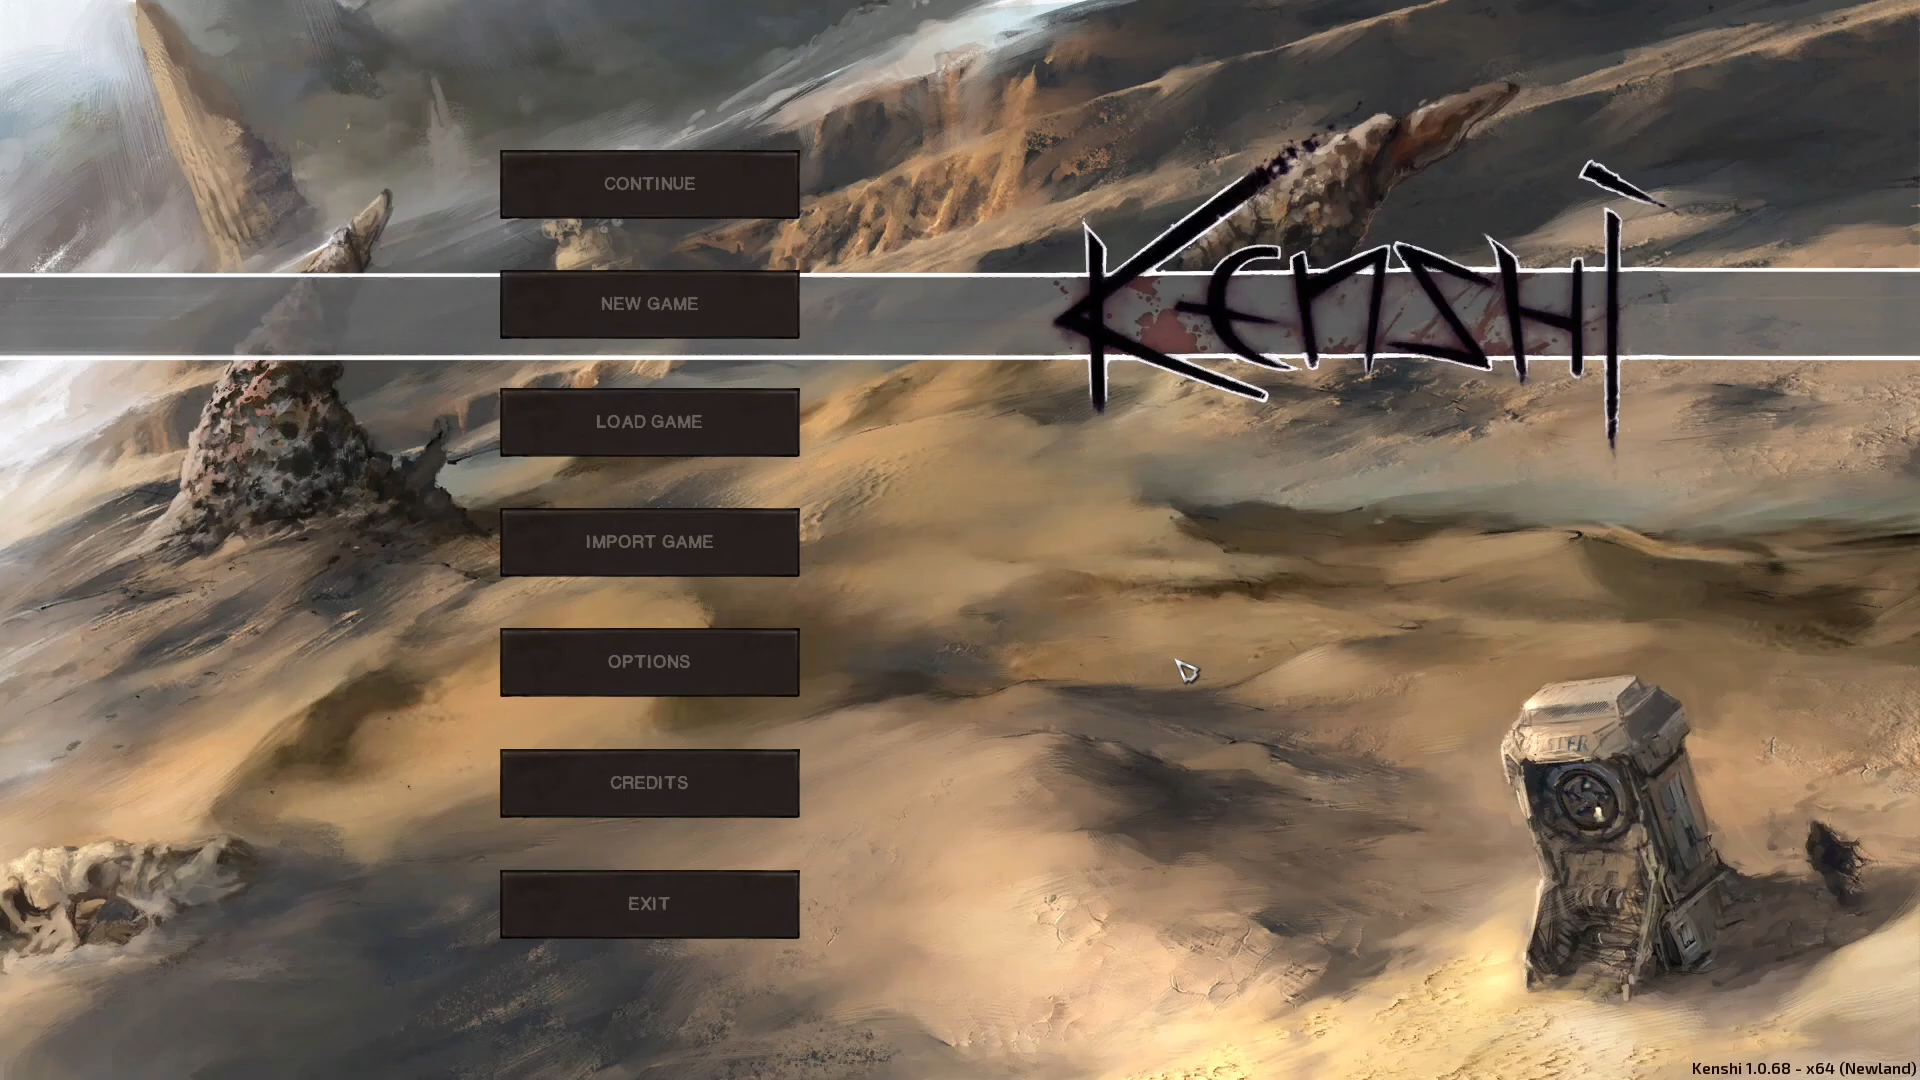 CONTINUE
NEW GAME
KENSHI
LOAD GAME
IMPORT GAME
OPTIONS
CREDITS
EXIT
Kenshi 1.0.68 - x64 (Newland)